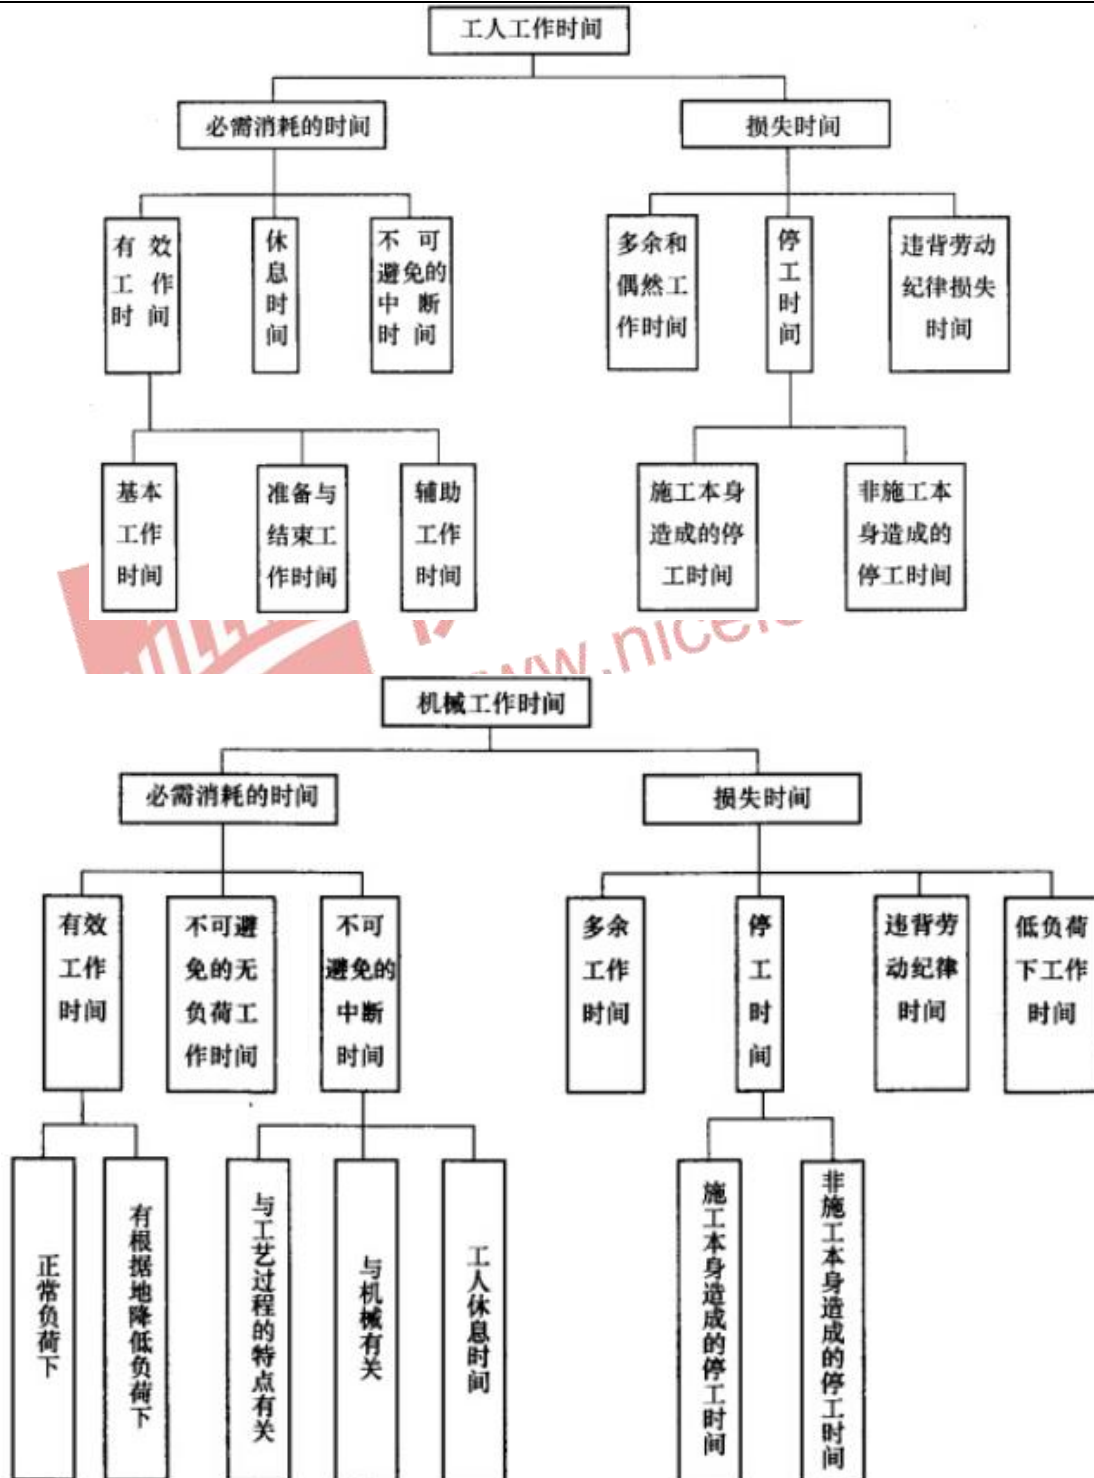 工人工作时间
必需消耗的时间
损失时间
有效
工作
时间
休
息
时
间
不可
避免的
中断
时间
多余和
偶然工
作时间
停
工
时
间
违背劳动
纪律损失
时间
基本
工作
时间
准备与
结束工
作时间
辅助
工作
时间
施工本身
造成的停
工时间
非施工本
身造成的
停工时间
机械工作时间
必需消耗的时间
损失时间
有效
工作
时间
不可避
免的无
负荷工
作时间
不可
避免的
中断
时间
多余
工作
时间
停
工
时
间
违背劳
动纪律
时间
低负荷
下工作
时间
正常负荷下
有根据地降低负荷下
与工艺过程的特点有关
与机械有关
工人休息时间
施工本身造成的停工时间
非施工本身造成的停工时间